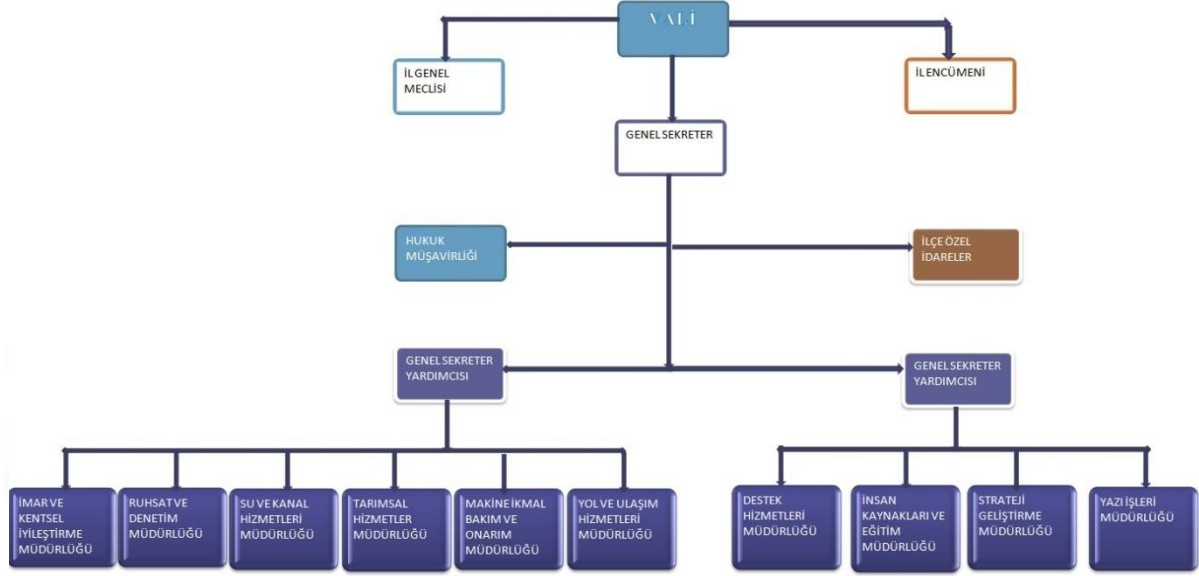 VALİ
İL GENEL
MECLİSİ
İL ENCÜMENİ
GENEL SEKRETER
HUKUK
MÜŞAVİRLİĞİ
İLÇE ÖZEL
İDARELER
GENEL SEKRETER
YARDIMCISI
GENEL SEKRETER
YARDIMCISI
İMAR VE
KENTSEL
İYİLEŞTİRME
MÜDÜRLÜĞÜ
RUHSAT VE
DENETİM
MÜDÜRLÜĞÜ
SU VE KANAL
HİZMETLERİ
MÜDÜRLÜĞÜ
TARIMSAL
HİZMETLER
MÜDÜRLÜĞÜ
MAKİNE İKMAL
BAKIM VE
ONARIM
MÜDÜRLÜĞÜ
YOL VE ULAŞIM
HİZMETLERİ
MÜDÜRLÜĞÜ
DESTEK
HİZMETLERİ
MÜDÜRLÜĞÜ
İNSAN
KAYNAKLARI VE
EĞİTİM
MÜDÜRLÜĞÜ
STRATEJİ
GELİŞTİRME
MÜDÜRLÜĞÜ
YAZI İŞLERİ
MÜDÜRLÜĞÜ